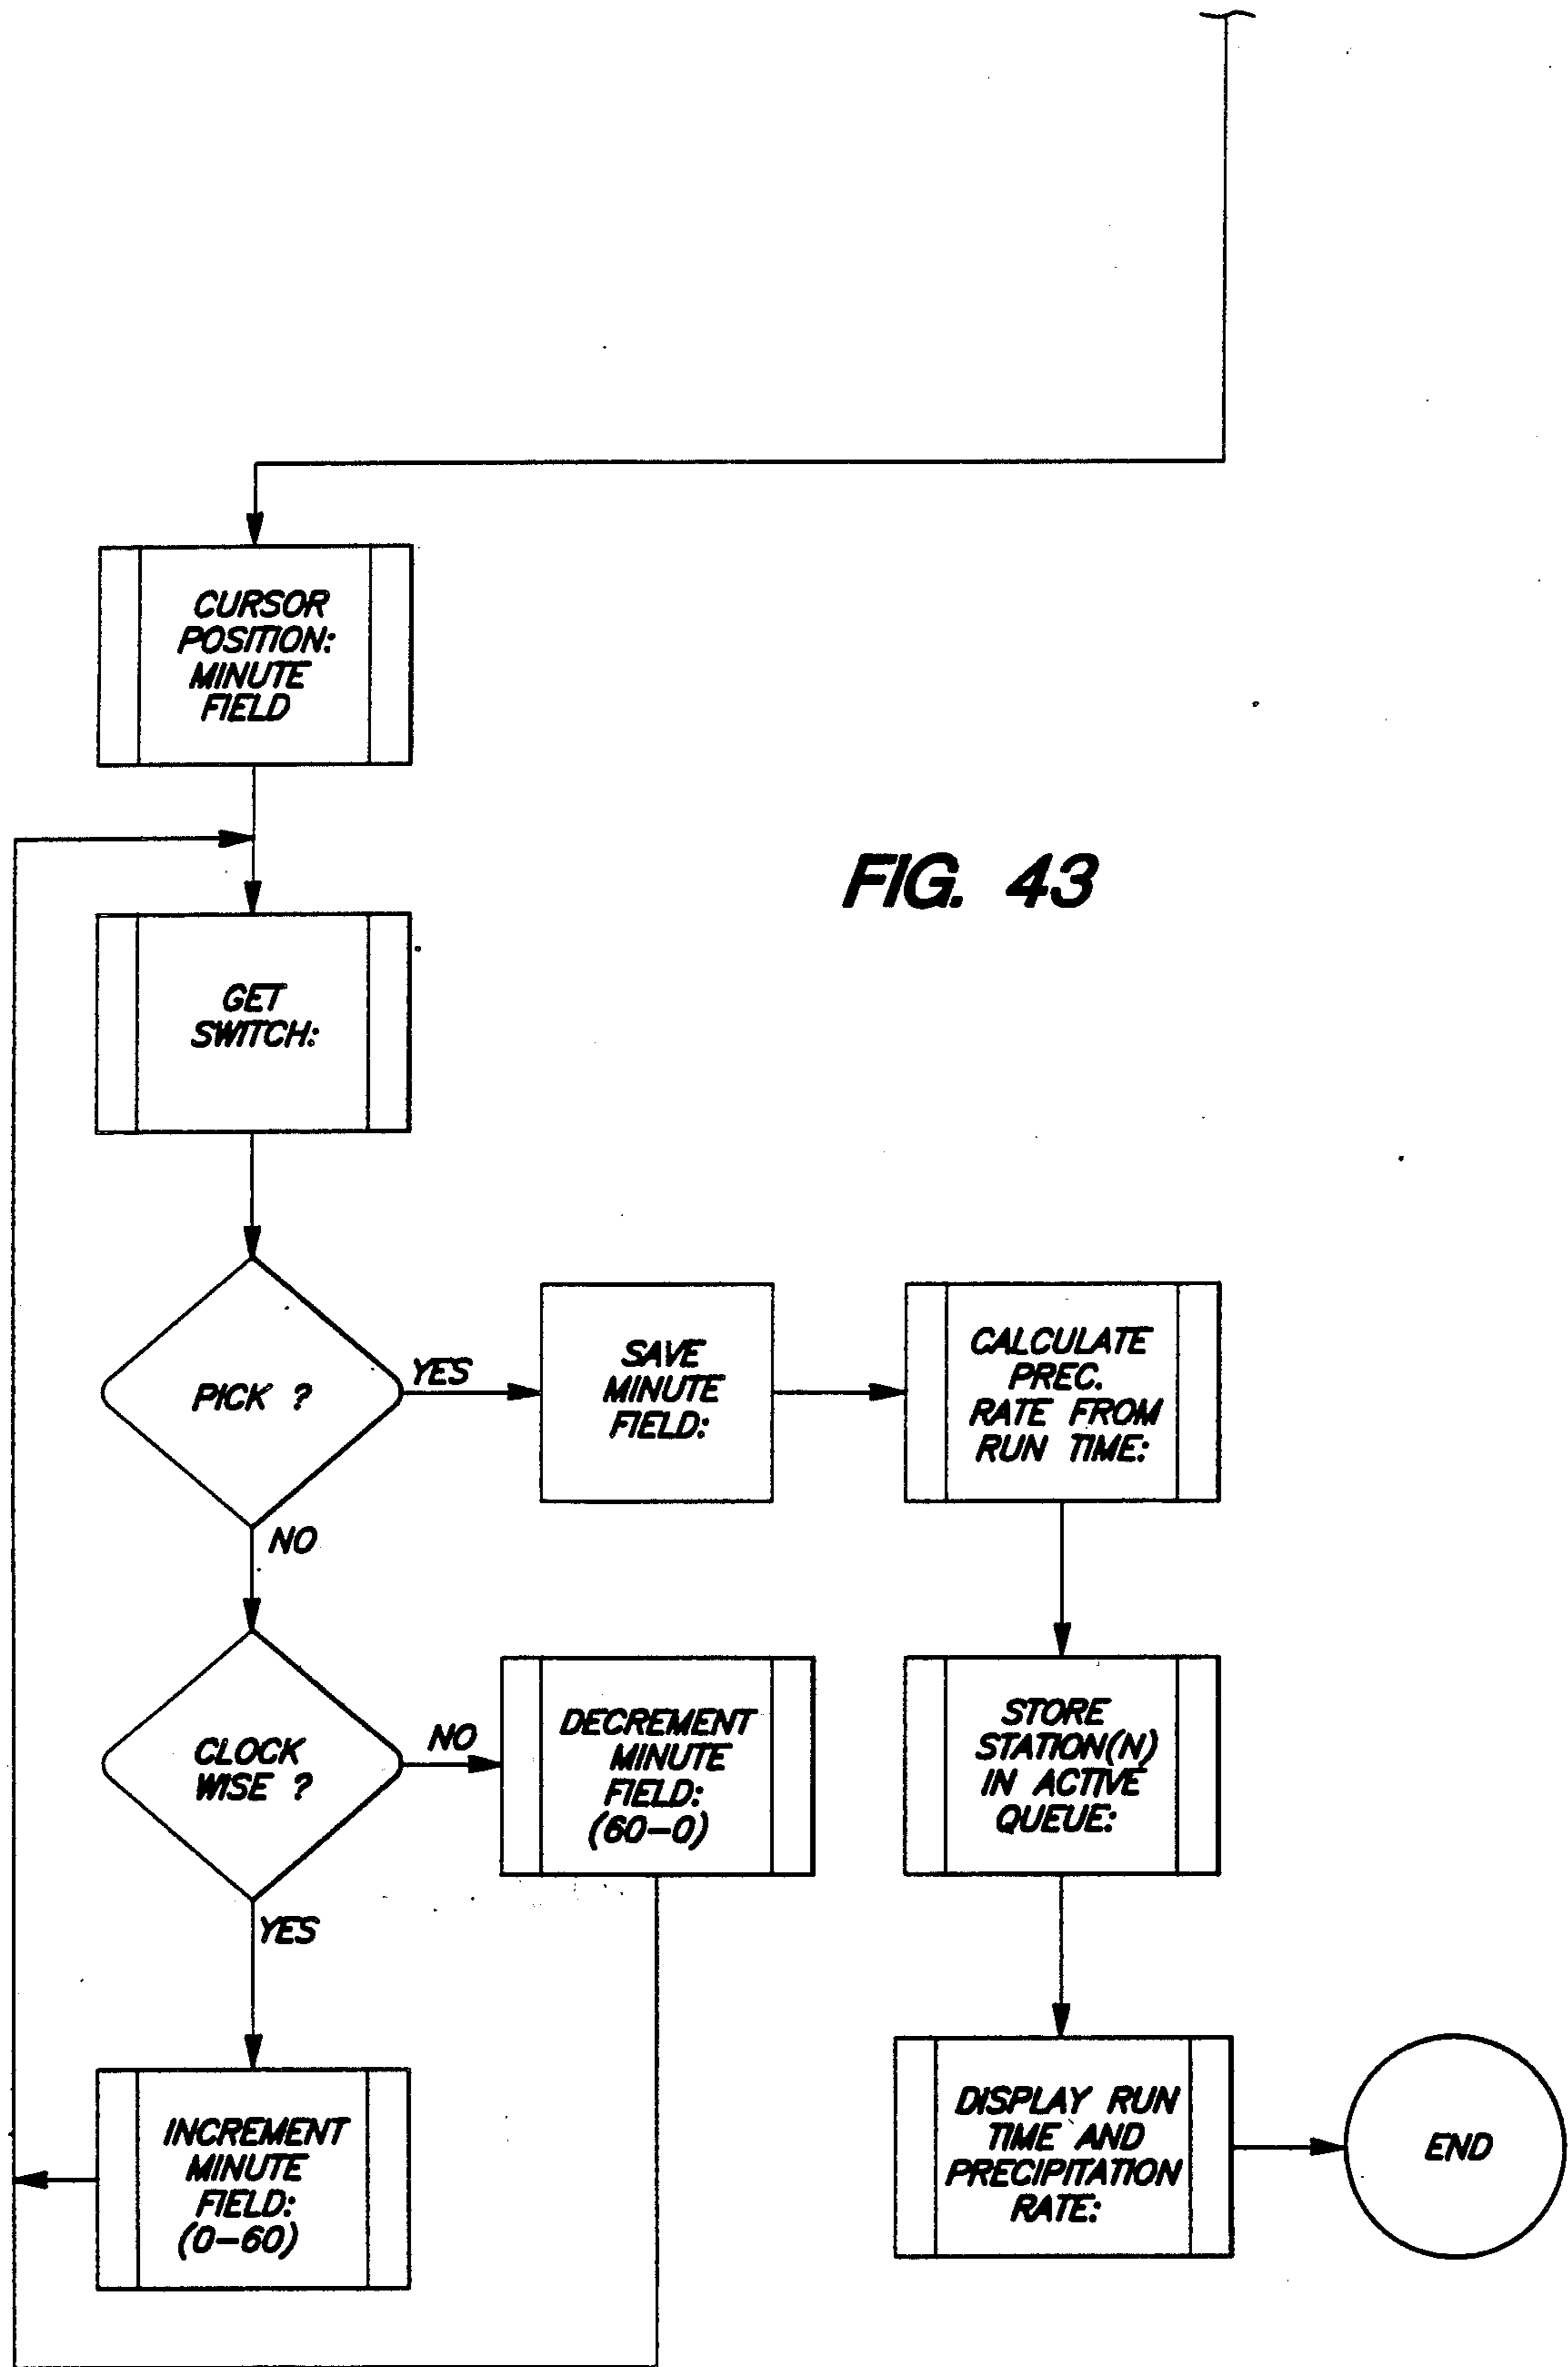 CURSOR
POSITION:
MINUTE
FIELD
FIG. 43
GET
SWITCH:
PICK ?
YES
SAVE
MINUTE
FIELD:
CALCULATE
PREC.
RATE FROM
RUN TIME:
NO
CLOCK
WISE ?
NO
DECREMENT
MINUTE
FIELD:
(60-0)
STORE
STATION(N)
IN ACTIVE
QUEUE:
YES
INCREMENT
MINUTE
FIELD:
(0-60)
DISPLAY RUN
TIME AND
PRECIPITATION
RATE:
END